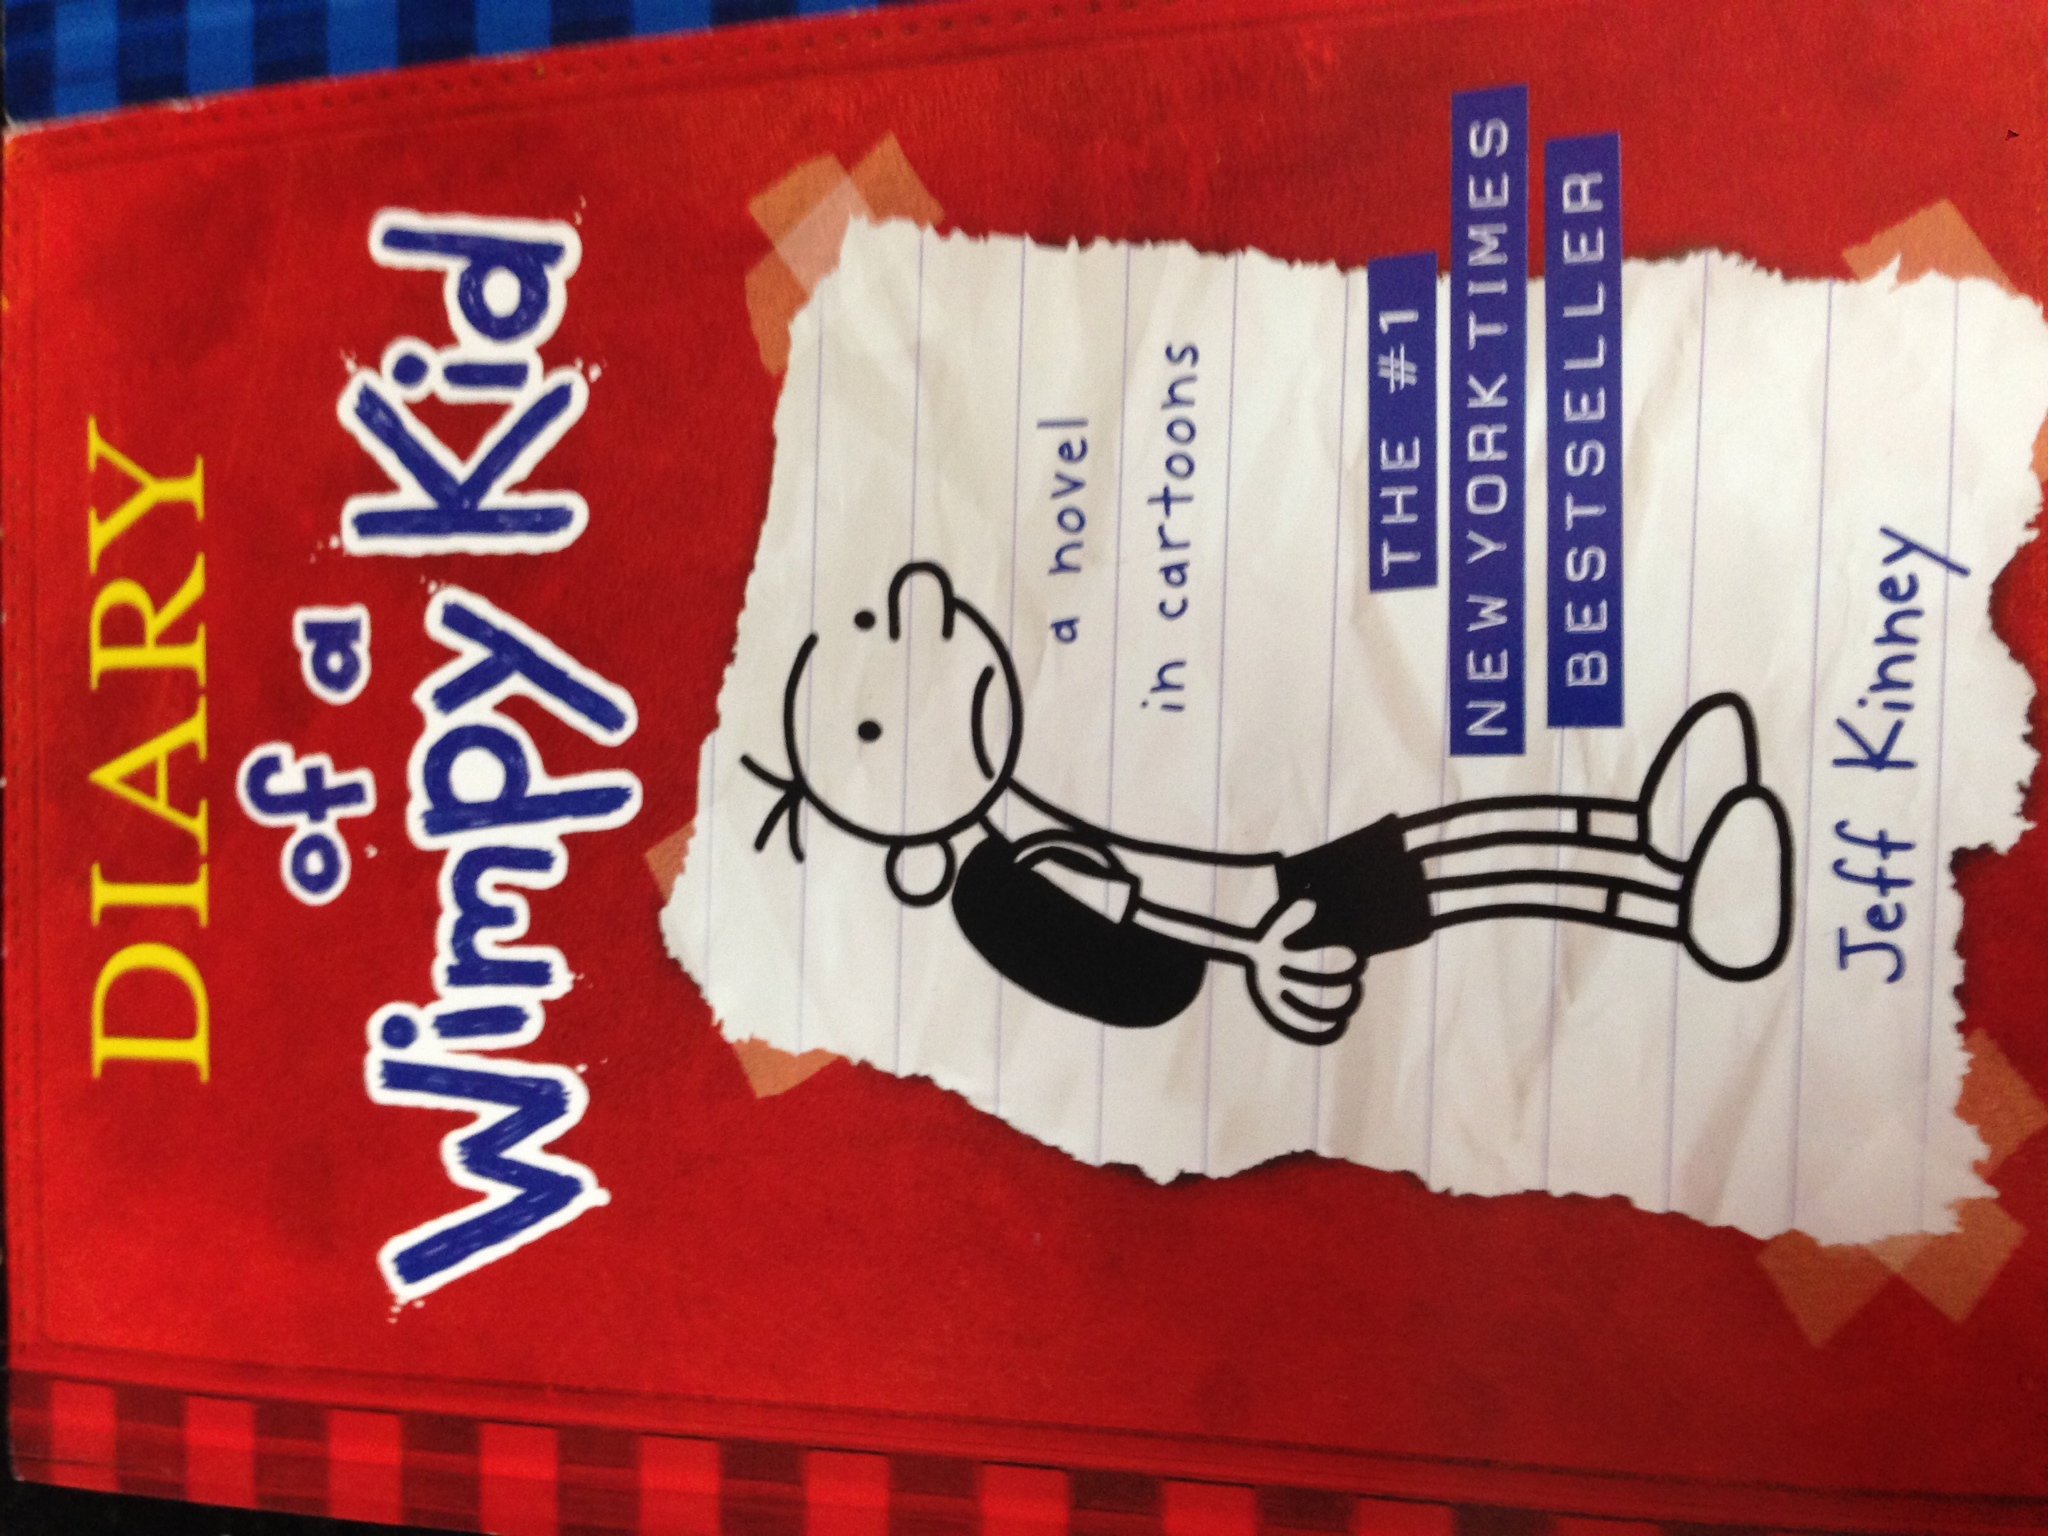 DIARY
of a
Wimpy Kid
a novel
in cartoons
THE #1
NEW YORK TIMES
BESTSELLER
Jeff Kinney